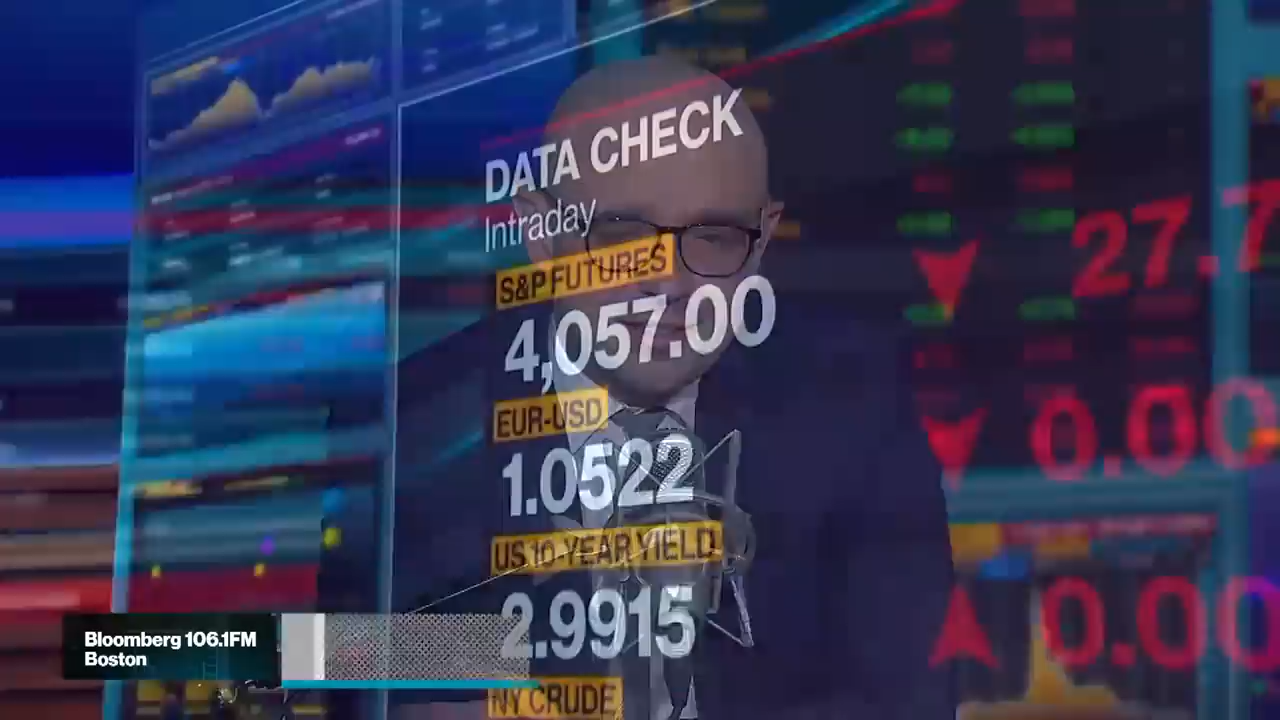 DATA CHECK
Intraday
S&P FUTURES
4,057.00
27.7
EUR-USD
1.0522
0.00
US 10-YEAR YIELD
2.9915
0.00
NY CRUDE
Bloomberg 106.1FM
Boston